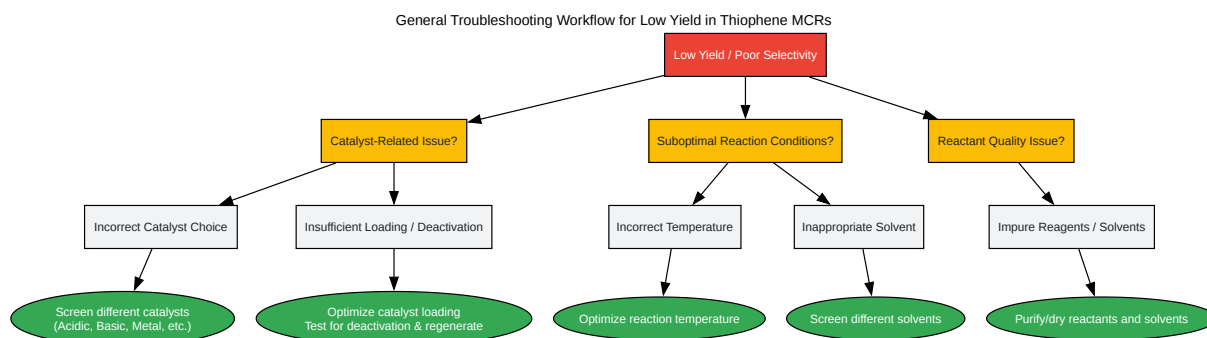 General Troubleshooting Workflow for Low Yield in Thiophene MCRs
Low Yield / Poor Selectivity
Catalyst-Related Issue?
Suboptimal Reaction Conditions?
Reactant Quality Issue?
Incorrect Catalyst Choice
Insufficient Loading / Deactivation
Incorrect Temperature
Inappropriate Solvent
Impure Reagents / Solvents
Screen different catalysts
(Acidic, Basic, Metal, etc.)
Optimize catalyst loading
Test for deactivation & regenerate
Optimize reaction temperature
Screen different solvents
Purify/dry reactants and solvents